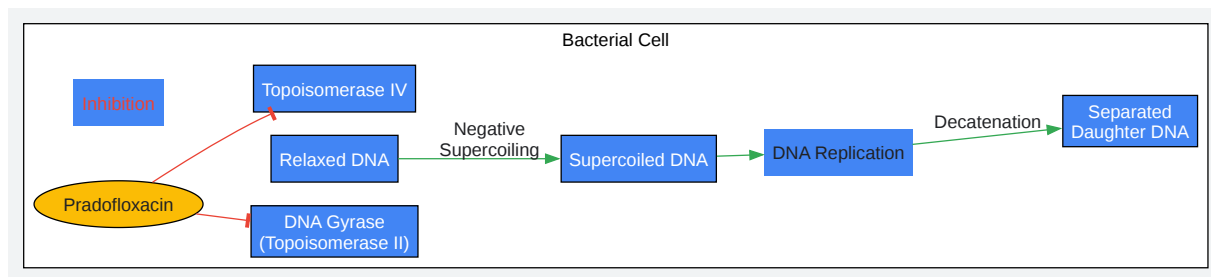 Bacterial Cell
Inhibition
Topoisomerase IV
Relaxed DNA
Negative
Supercoiling
Supercoiled DNA
DNA Replication
Decatenation
Separated
Daughter DNA
Pradofloxacin
DNA Gyrase
(Topoisomerase II)